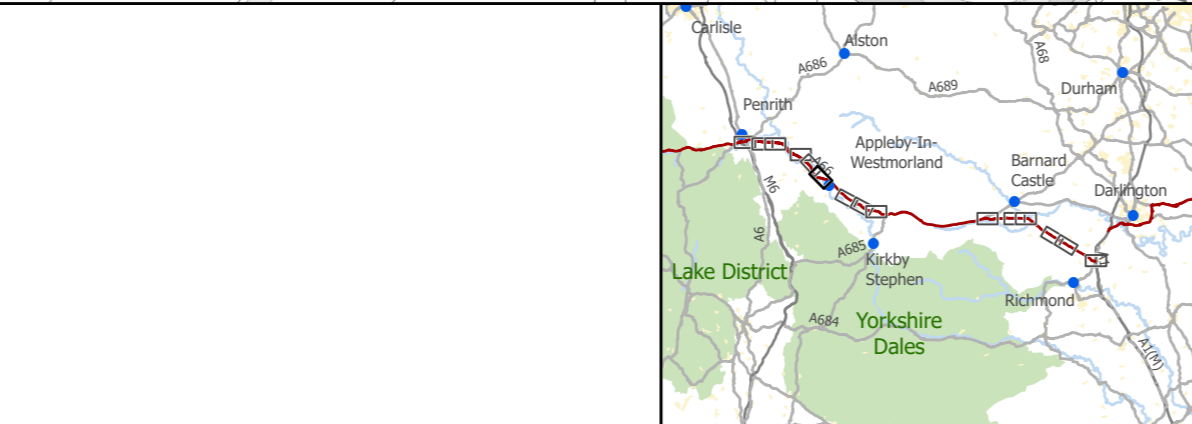 Carlisle
Alston
A68
A686
A689
Durham
Penrith
Appleby-In-
Westmorland
A66
Barnard
Castle
Darlington
M6
A6
A685
Kirkby
Stephen
Lake District
Richmond
A684
Yorkshire
Dales
A1(M)